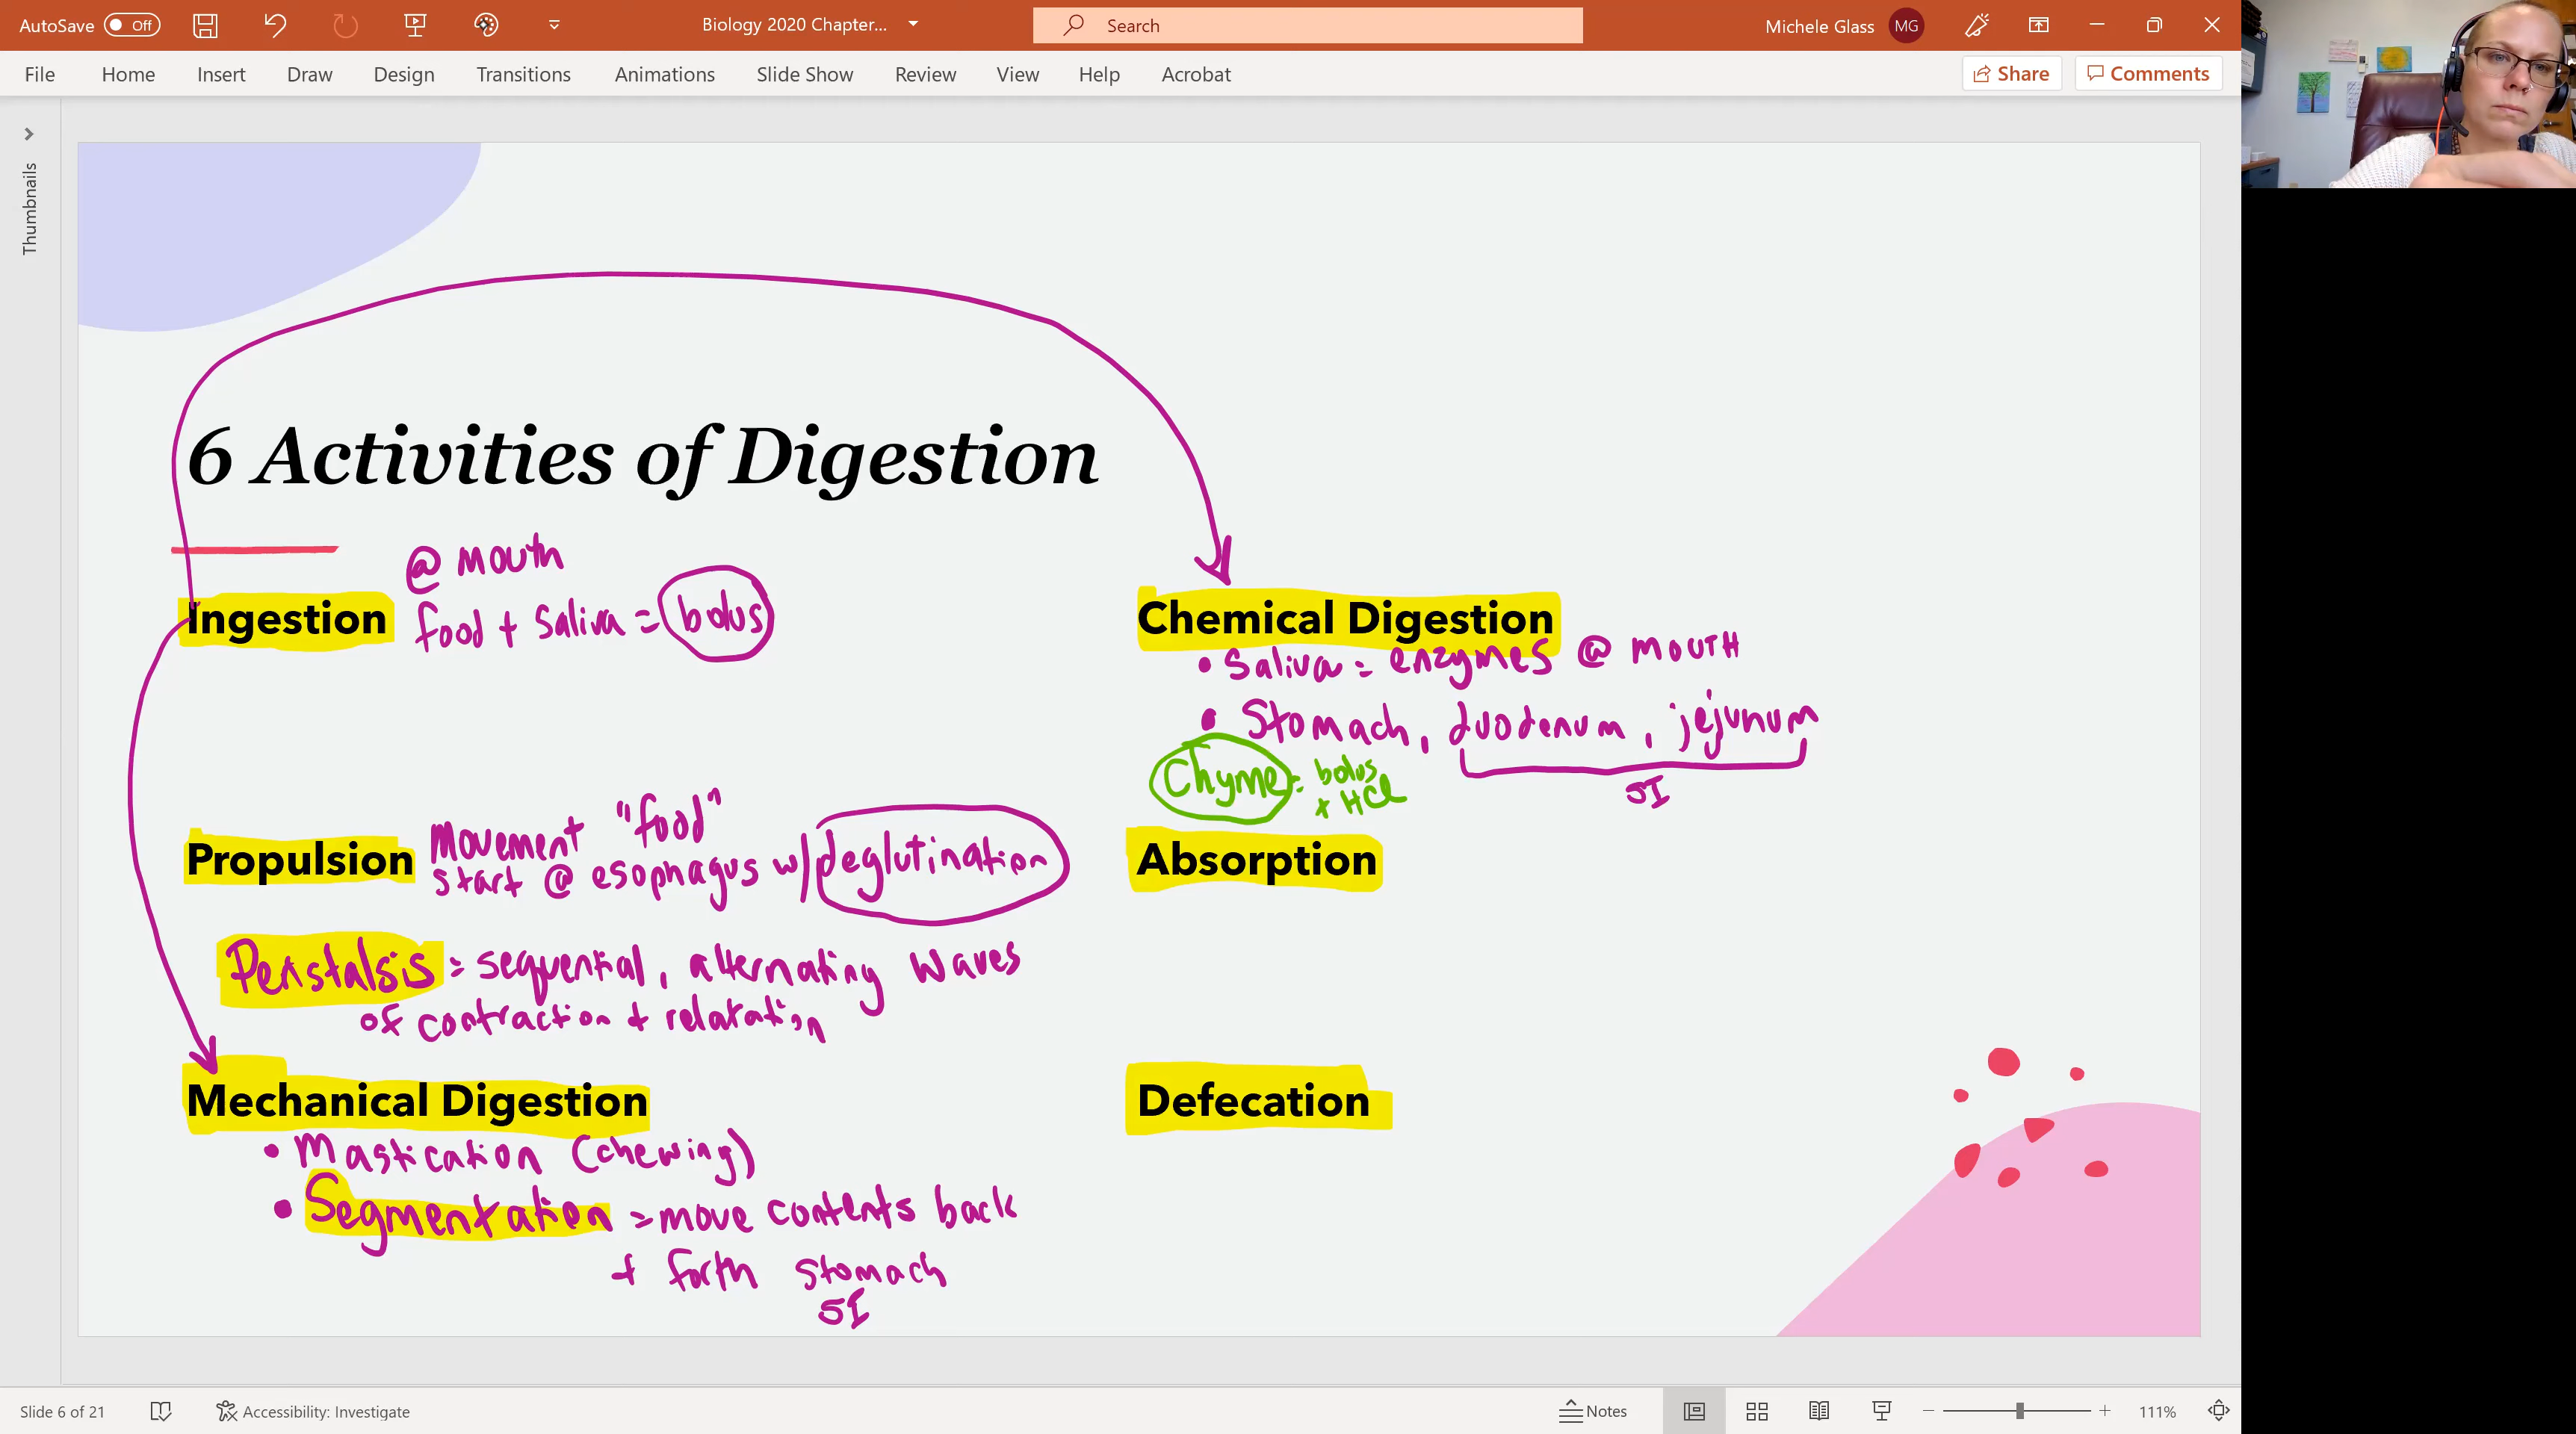 AutoSave Off
Biology 2020 Chapter...
Search
Michele Glass MG
File Home Insert Draw Design Transitions Animations Slide Show Review View Help Acrobat
Share Comments
Thumbnails
6 Activities of Digestion
@ mouth
Ingestion food + saliva = bolus
Propulsion movement "food"
start @ esophagus w/ deglutination
Peristalsis = sequential, alternating waves
of contraction + relaxation
Mechanical Digestion
• Mastication (chewing)
• Segmentation = move contents back
+ forth stomach
SI
Chemical Digestion
• Saliva = enzymes @ mouth
• Stomach, duodenum, jejunum
SI
Chyme = bolus
+ HCl
Absorption
Defecation
Slide 6 of 21
Accessibility: Investigate
Notes
111%